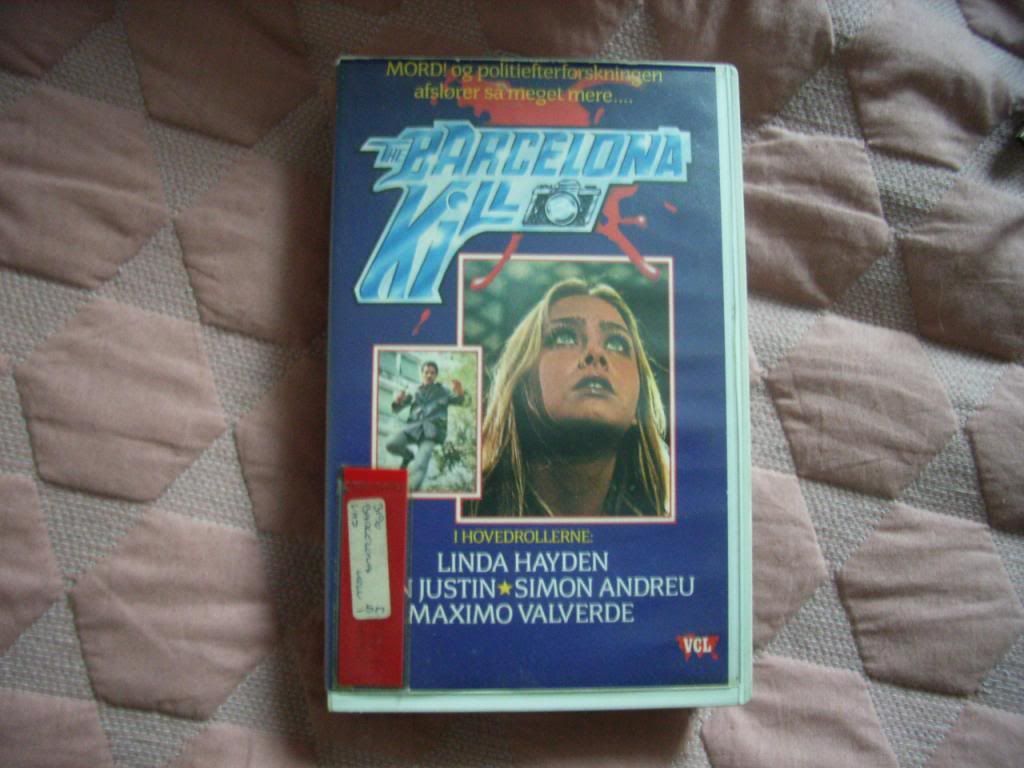 MORD! og politiefterforskningen
afslører så meget mere....
THE BARCELONA
KILL
I HOVEDROLLERNE:
LINDA HAYDEN
N JUSTIN★SIMON ANDREU
MAXIMO VALVERDE
VCL